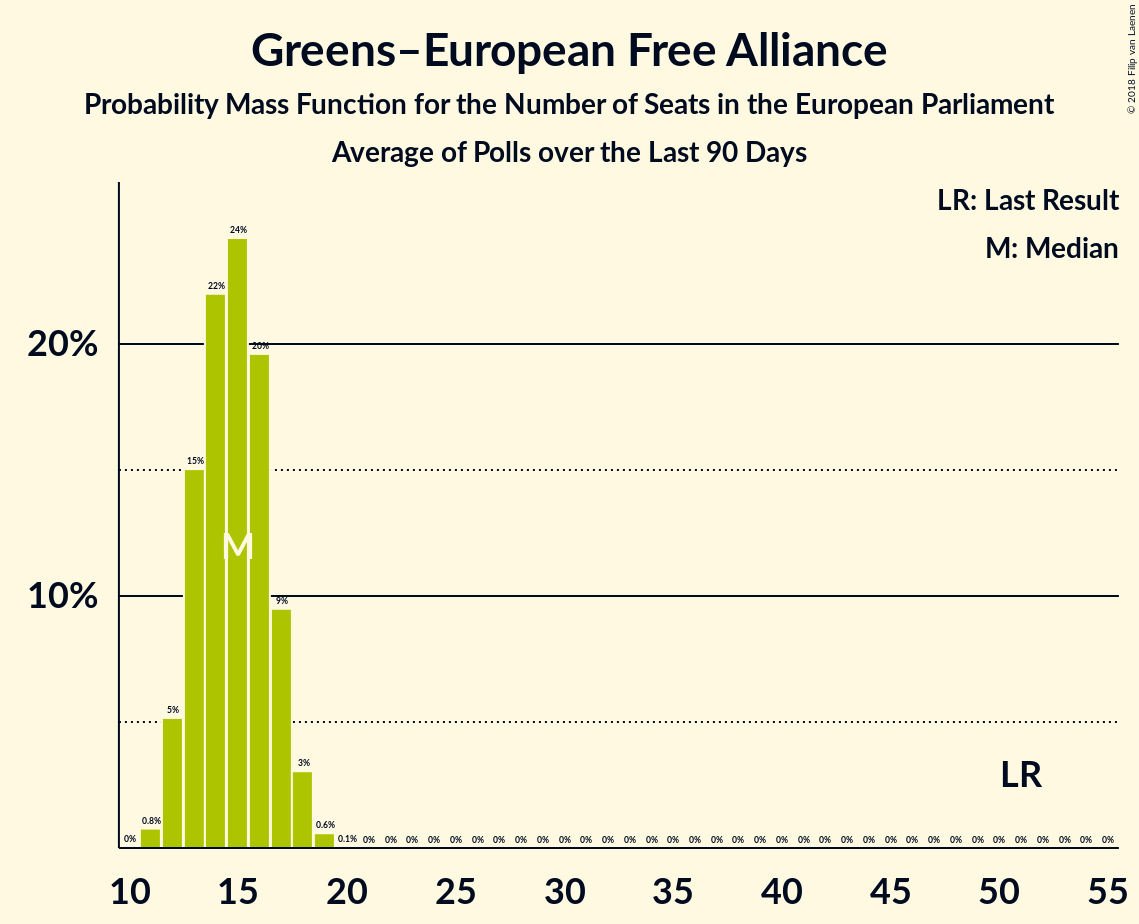 Greens–European Free Alliance
Probability Mass Function for the Number of Seats in the European Parliament
Average of Polls over the Last 90 Days
© 2018 Filip van Laenen
LR: Last Result
M: Median
20%
10%
0% 0.8% 5% 15% 22% 24% 20% 9% 3% 0.6% 0.1% 0% 0% 0% 0% 0% 0% 0% 0% 0% 0% 0% 0% 0% 0% 0% 0% 0% 0% 0% 0% 0% 0% 0% 0% 0% 0% 0% 0% 0% 0% 0% 0% 0% 0% 0%
M
LR
10 15 20 25 30 35 40 45 50 55